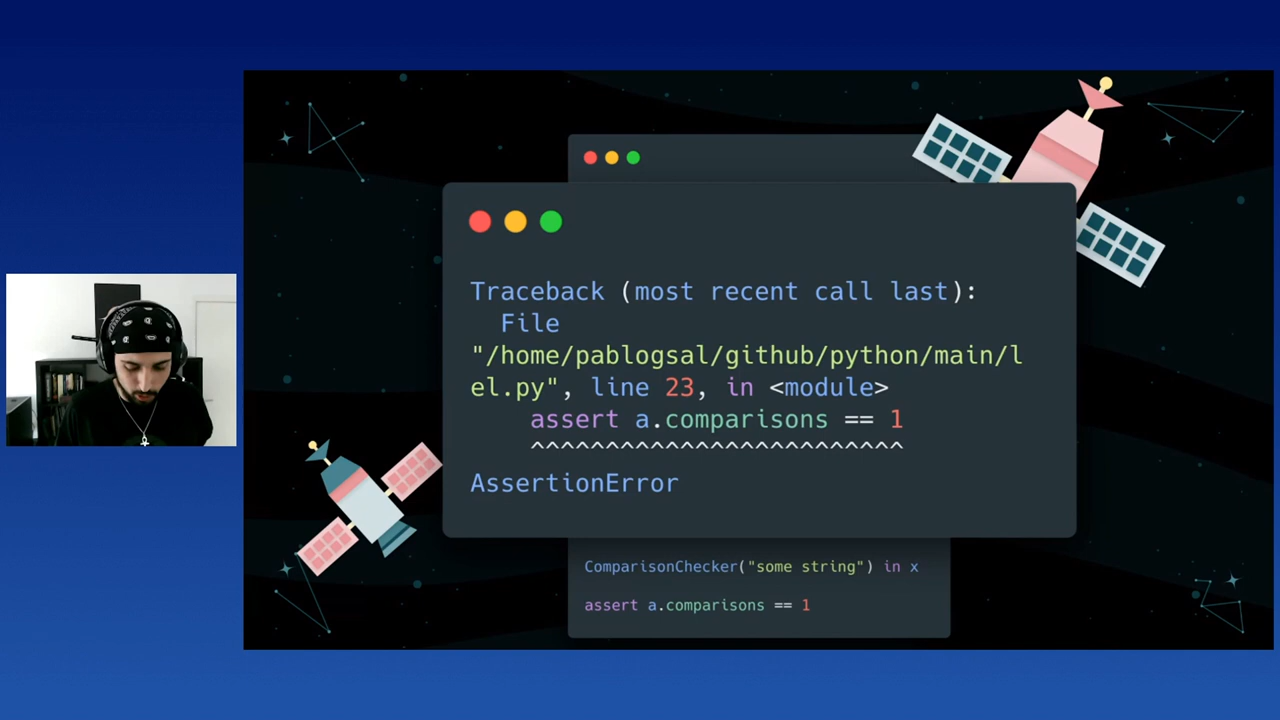 Traceback (most recent call last):
  File
"/home/pablogsal/github/python/main/l
el.py", line 23, in <module>
    assert a.comparisons == 1
    ^^^^^^^^^^^^^^^^^^^^^^^^^
AssertionError
ComparisonChecker("some string") in x
assert a.comparisons == 1